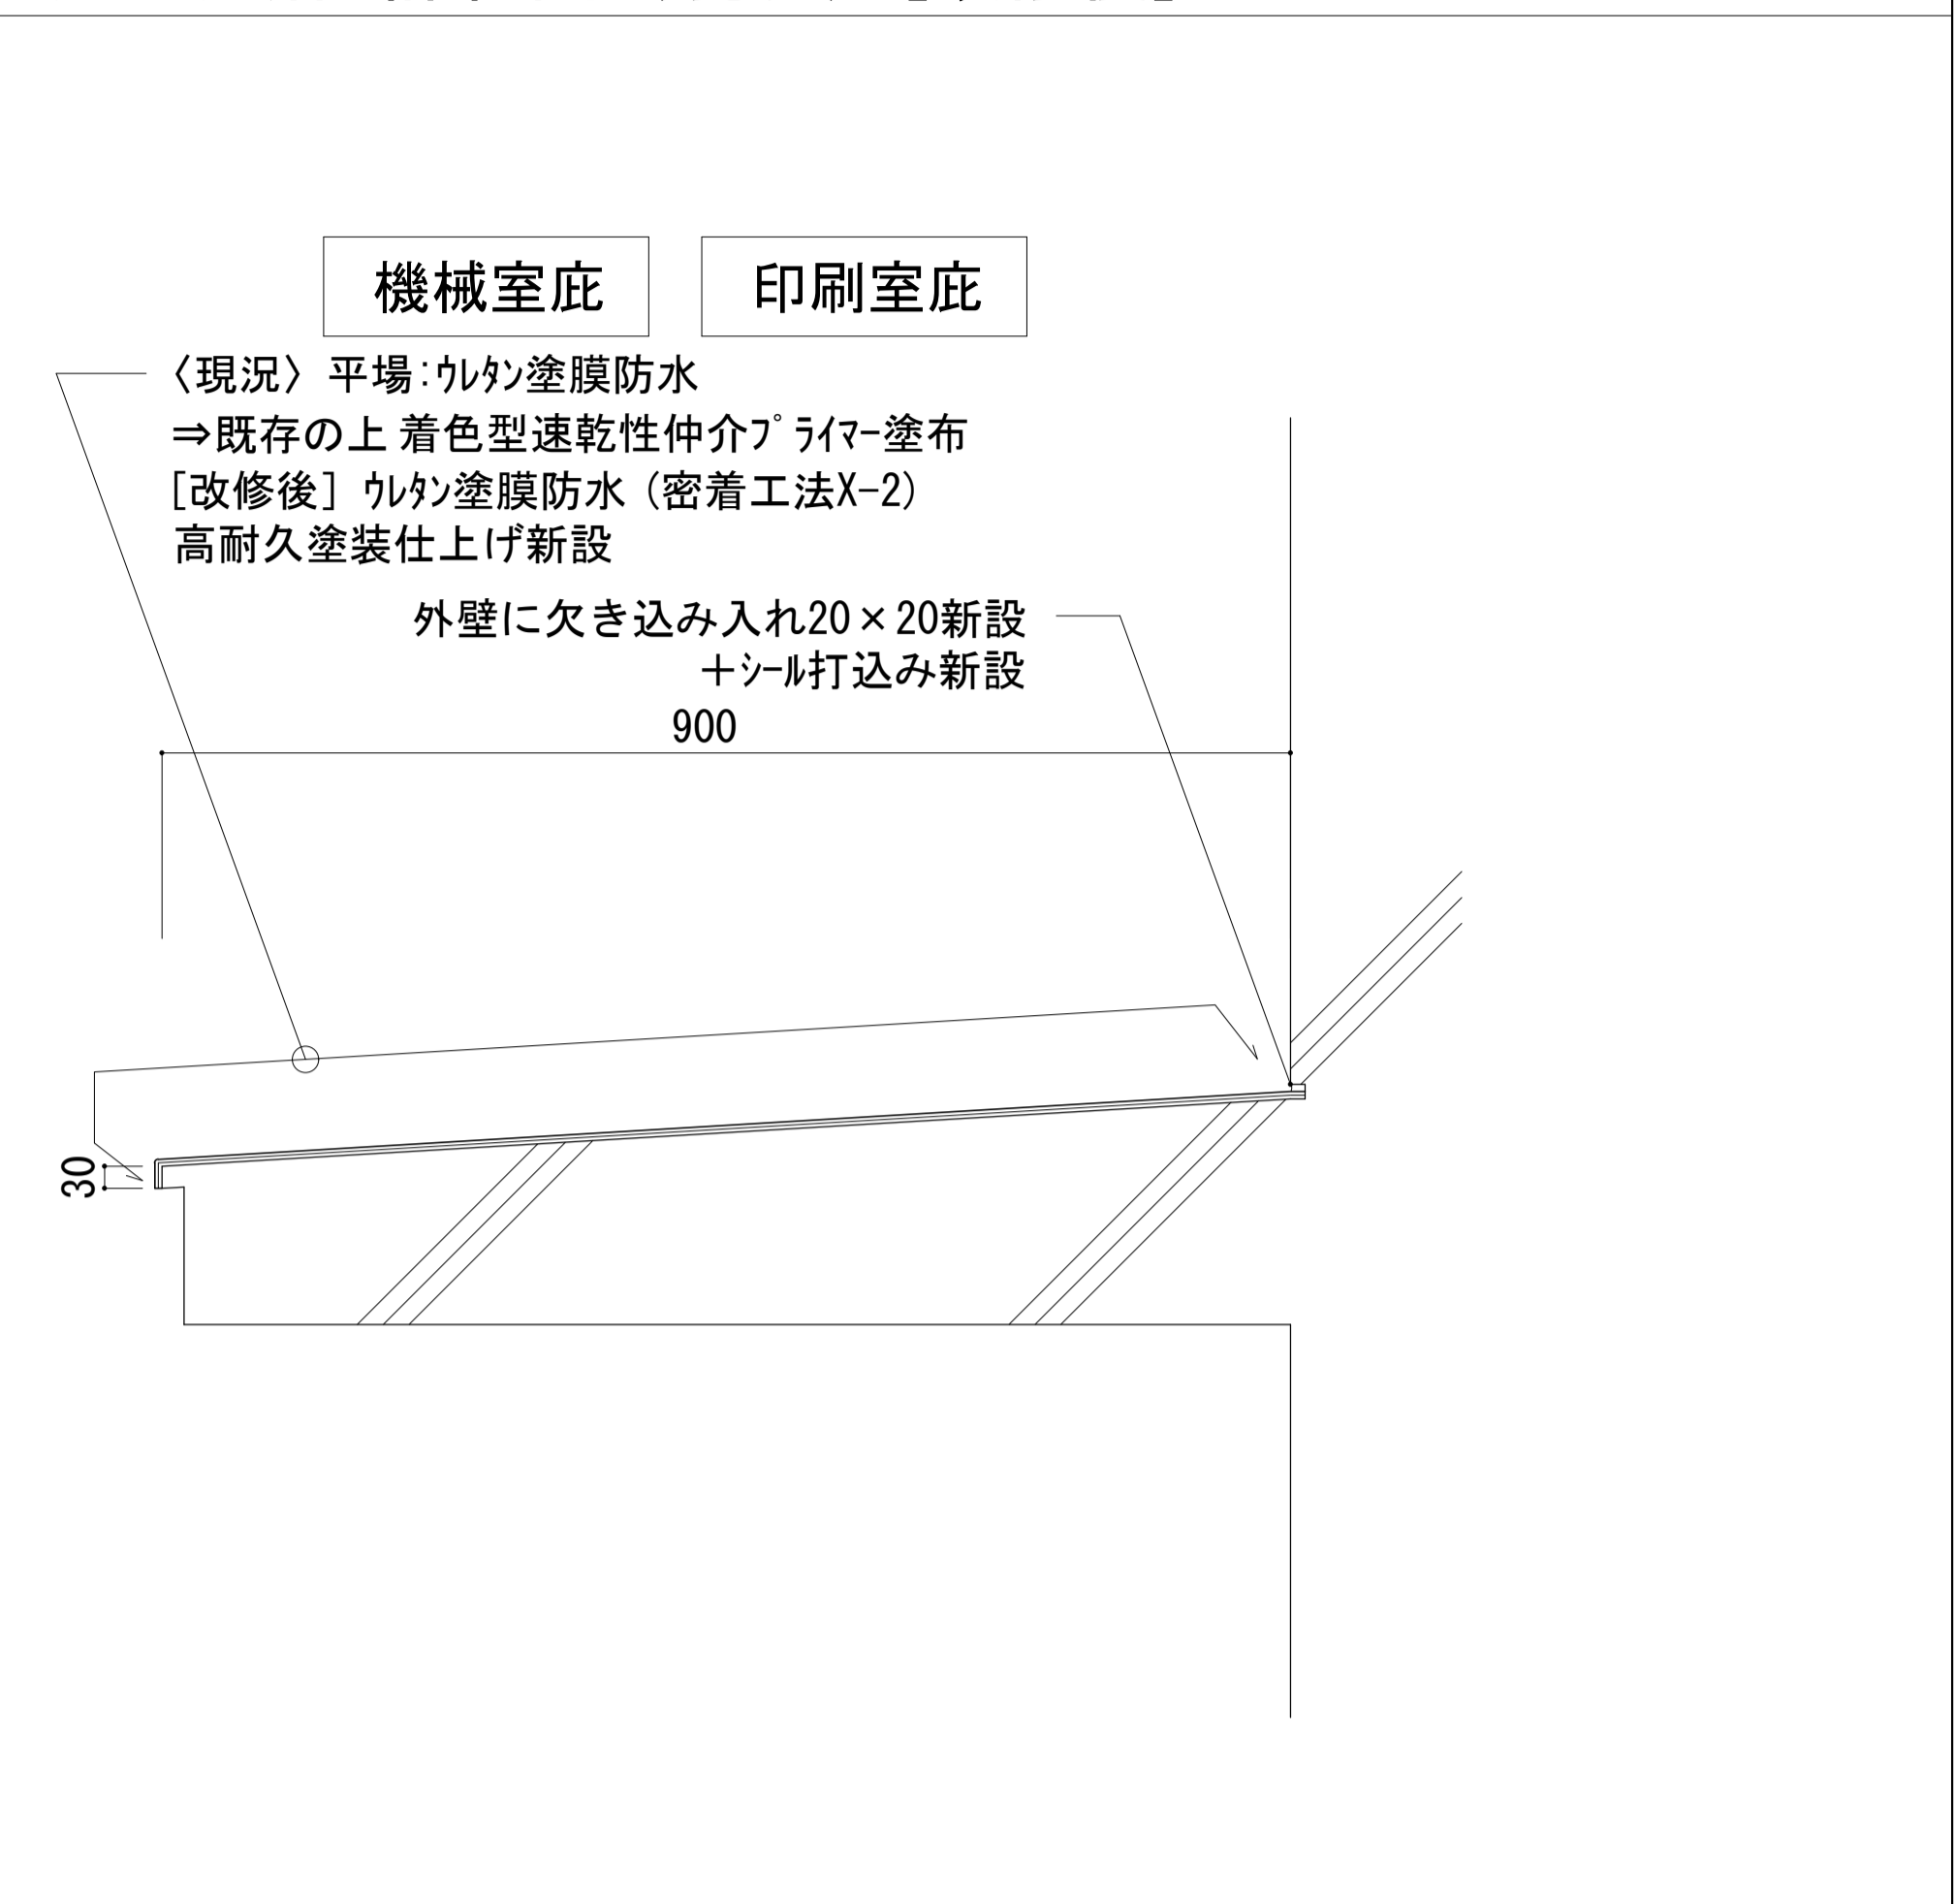 機械室庇
印刷室庇
〈現況〉 平場：ｳﾚﾀﾝ塗膜防水
⇒既存の上 着色型速乾性仲介ﾌﾟﾗｲﾏｰ塗布
［改修後］ ｳﾚﾀﾝ塗膜防水（密着工法X-2）
高耐久塗装仕上げ新設
外壁に欠き込み入れ20×20新設
＋ｼｰﾙ打込み新設
900
30